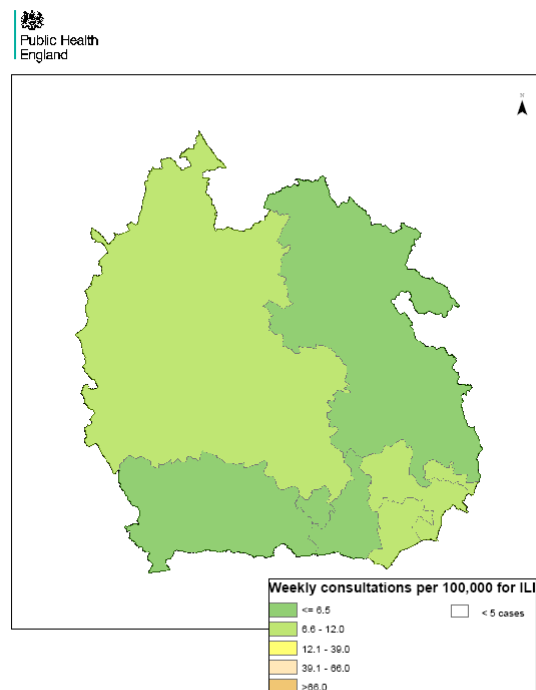 Public Health
England
N
Weekly consultations per 100,000 for ILI
<= 6.5
< 5 cases
6.6 - 12.0
12.1 - 39.0
39.1 - 66.0
>66.0